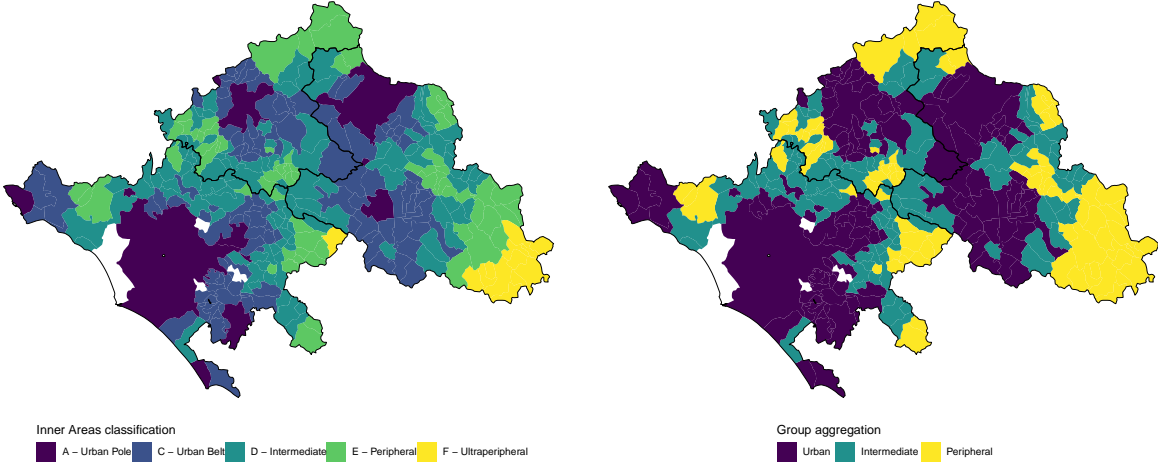 Inner Areas classification
A – Urban Pole C – Urban Belt D – Intermediate E – Peripheral F – Ultraperipheral
Group aggregation
Urban Intermediate Peripheral